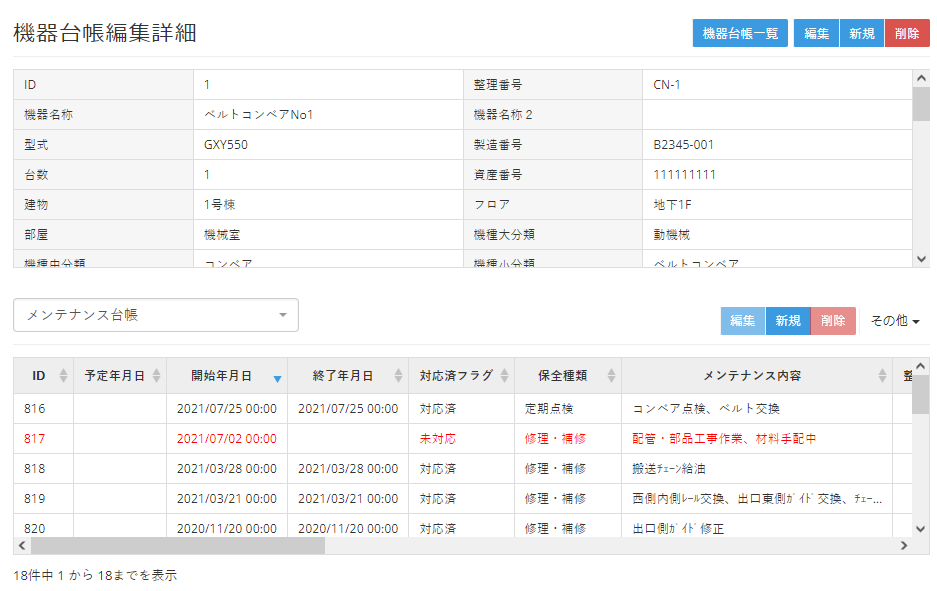 機器台帳編集詳細 機器台帳一覧 編集 新規 削除
ID 1 整理番号 CN-1
機器名称 ベルトコンベアNo1 機器名称２
型式 GXY550 製造番号 B2345-001
台数 1 資産番号 111111111
建物 1号棟 フロア 地下1F
部屋 機械室 機種大分類 動機械
機種中分類 コンベア 機種小分類 ベルトコンベア
メンテナンス台帳 編集 新規 削除 その他
ID 予定年月日 開始年月日 終了年月日 対応済フラグ 保全種類 メンテナンス内容 整
816 2021/07/25 00:00 2021/07/25 00:00 対応済 定期点検 コンベア点検、ベルト交換
817 2021/07/02 00:00 未対応 修理・補修 配管・部品工事作業、材料手配中
818 2021/03/28 00:00 2021/03/28 00:00 対応済 修理・補修 搬送ﾁｪｰﾝ給油
819 2021/03/21 00:00 2021/03/21 00:00 対応済 修理・補修 西側内側ﾚｰﾙ交換、出口東側ｶﾞｲﾄﾞ交換、ﾁｪｰ...
820 2020/11/20 00:00 2020/11/20 00:00 対応済 修理・補修 出口側ｶﾞｲﾄﾞ修正
18件中 1 から 18までを表示